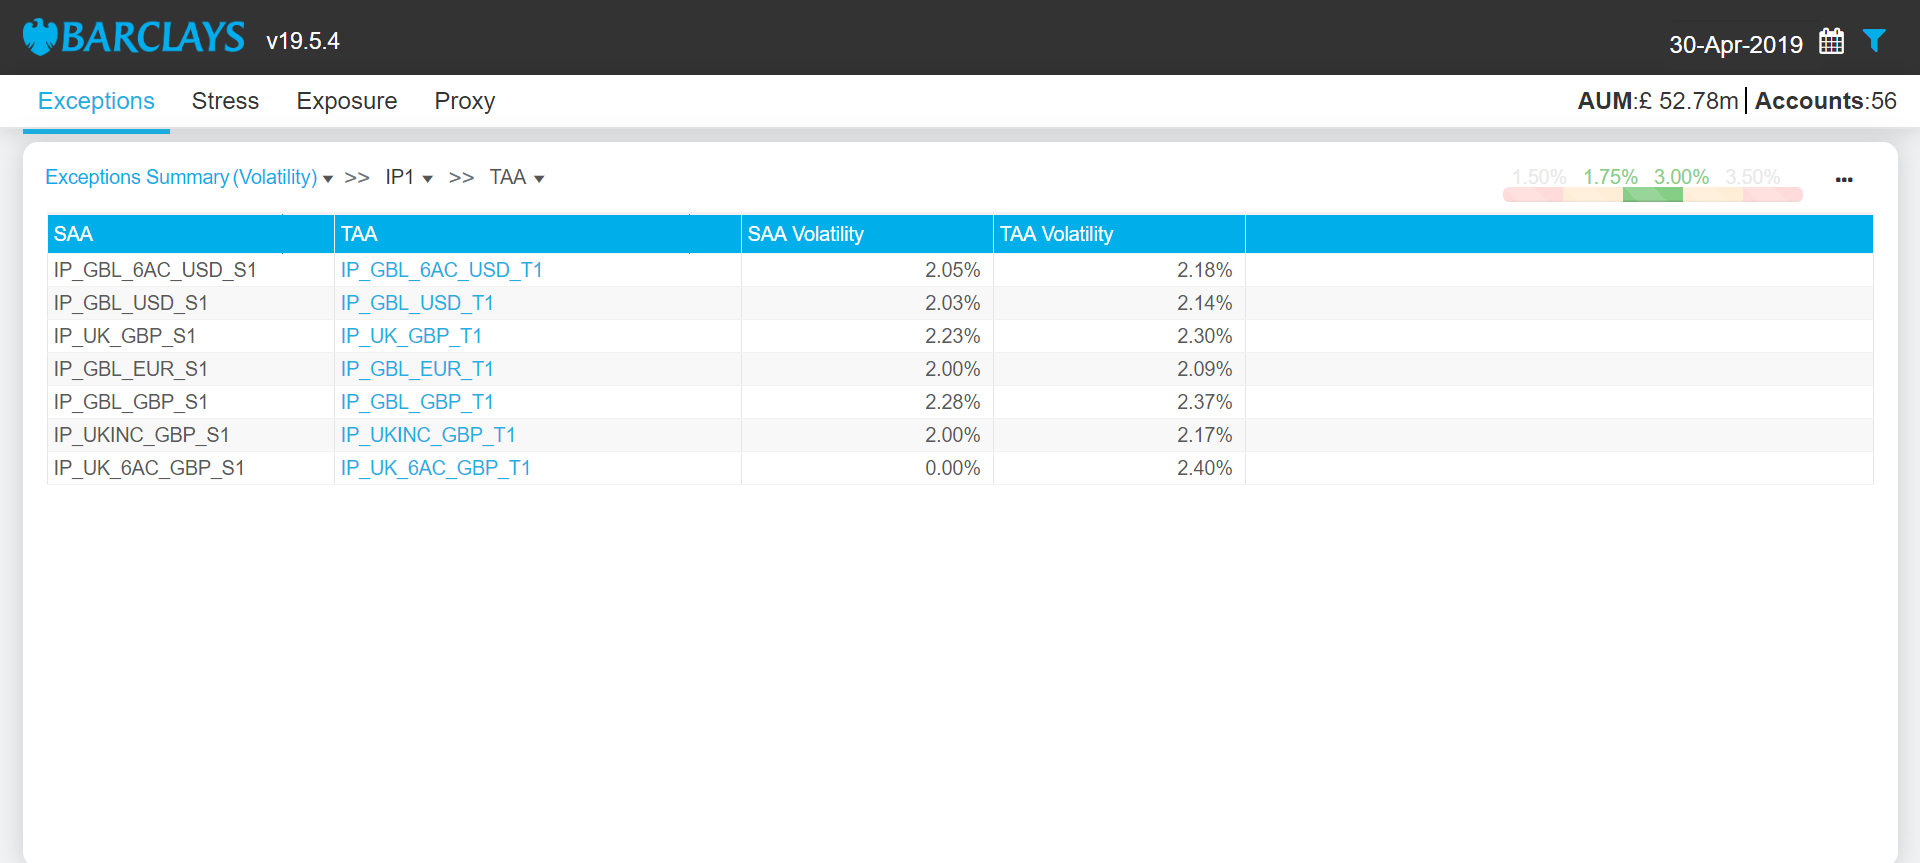 BARCLAYS v19.5.4 30-Apr-2019
Exceptions Stress Exposure Proxy AUM:£ 52.78m Accounts:56
Exceptions Summary (Volatility) >> IP1 >> TAA 1.50% 1.75% 3.00% 3.50% ...
SAA TAA SAA Volatility TAA Volatility
IP_GBL_6AC_USD_S1 IP_GBL_6AC_USD_T1 2.05% 2.18%
IP_GBL_USD_S1 IP_GBL_USD_T1 2.03% 2.14%
IP_UK_GBP_S1 IP_UK_GBP_T1 2.23% 2.30%
IP_GBL_EUR_S1 IP_GBL_EUR_T1 2.00% 2.09%
IP_GBL_GBP_S1 IP_GBL_GBP_T1 2.28% 2.37%
IP_UKINC_GBP_S1 IP_UKINC_GBP_T1 2.00% 2.17%
IP_UK_6AC_GBP_S1 IP_UK_6AC_GBP_T1 0.00% 2.40%